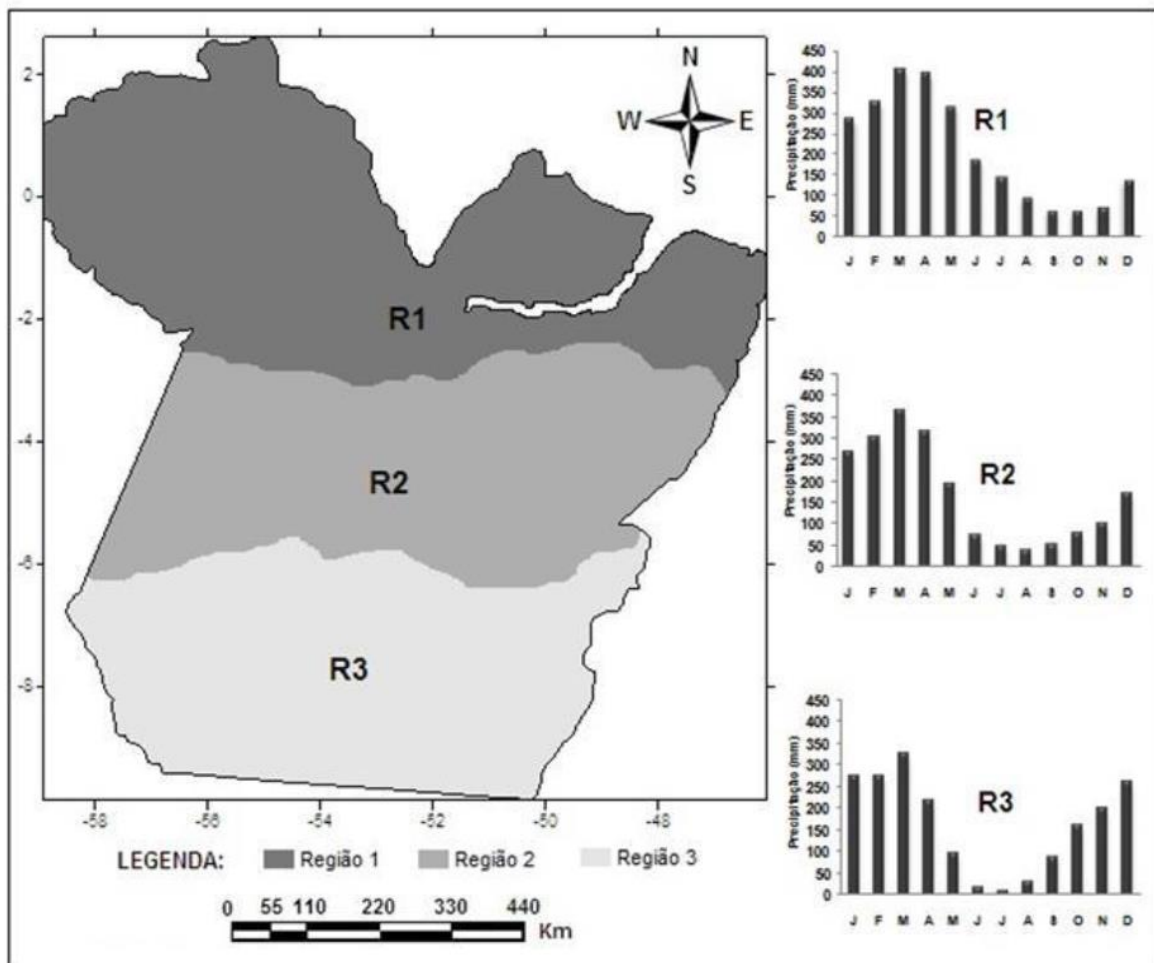 N
W E
S
R1
R2
R3
2
0
-2
-4
-6
-8
-58 -56 -54 -52 -50 -48
LEGENDA: Região 1 Região 2 Região 3
0 55 110 220 330 440
Km
Precipitação (mm)
450
400
350
300
250
200
150
100
50
0
R1
J F M A M J J A S O N D
Precipitação (mm)
450
400
350
300
250
200
150
100
50
0
R2
J F M A M J J A S O N D
Precipitação (mm)
450
400
350
300
250
200
150
100
50
0
R3
J F M A M J J A S O N D